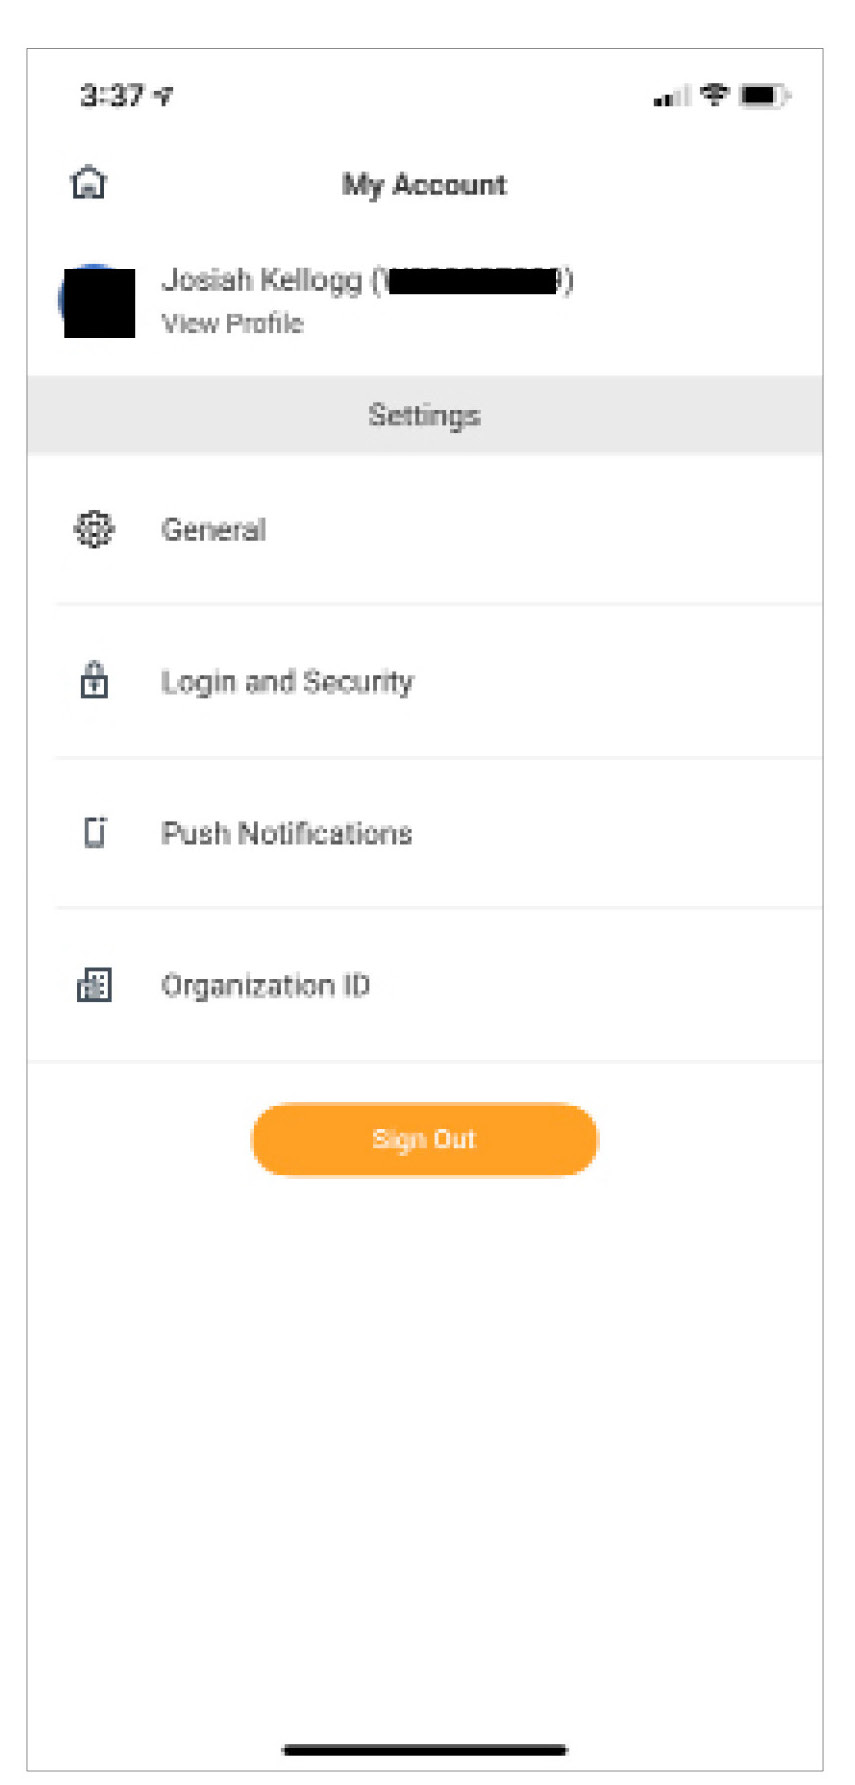 3:37
My Account
Josiah Kellogg (
View Profile
Settings
General
Login and Security
Push Notifications
Organization ID
Sign Out